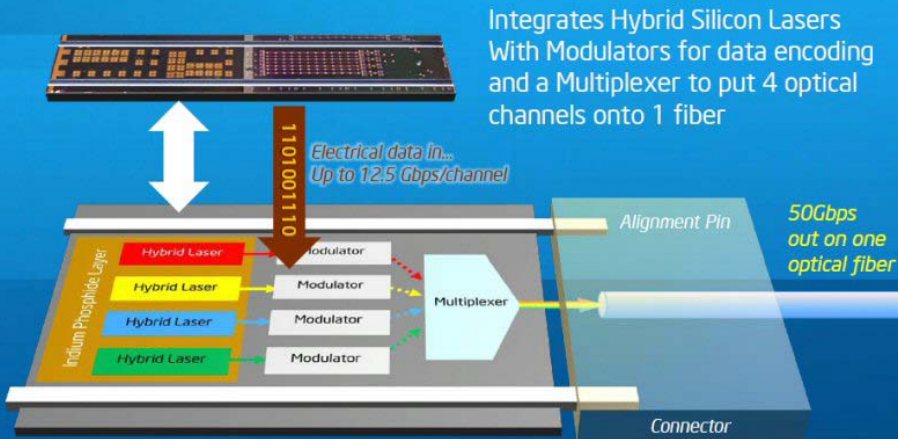 Integrates Hybrid Silicon Lasers
With Modulators for data encoding
and a Multiplexer to put 4 optical
channels onto 1 fiber
1101001110
Electrical data in...
Up to 12.5 Gbps/channel
Alignment Pin
50Gbps
out on one
optical fiber
Indium Phosphide Layer
Hybrid Laser
Modulator
Hybrid Laser
Modulator
Multiplexer
Hybrid Laser
Modulator
Hybrid Laser
Modulator
Connector